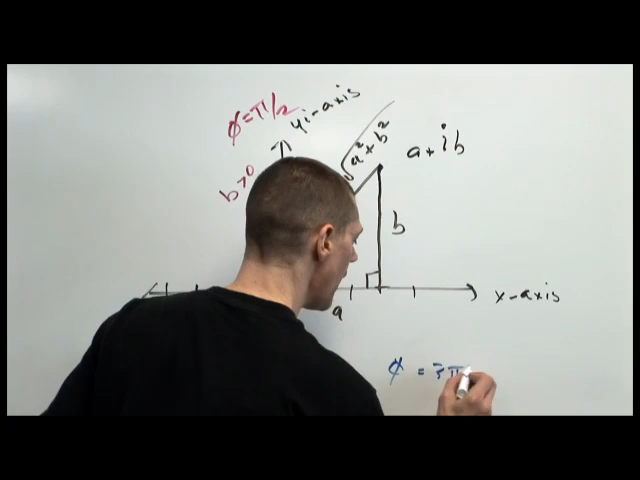 ϕ=π/2
yi-axis
b>0
√a²+b²
a+ib
b
x-axis
a
ϕ = 3π